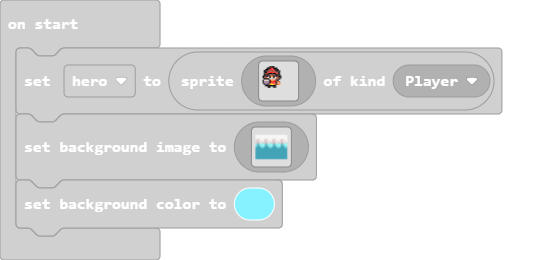 on start
set hero to sprite of kind Player
set background image to
set background color to